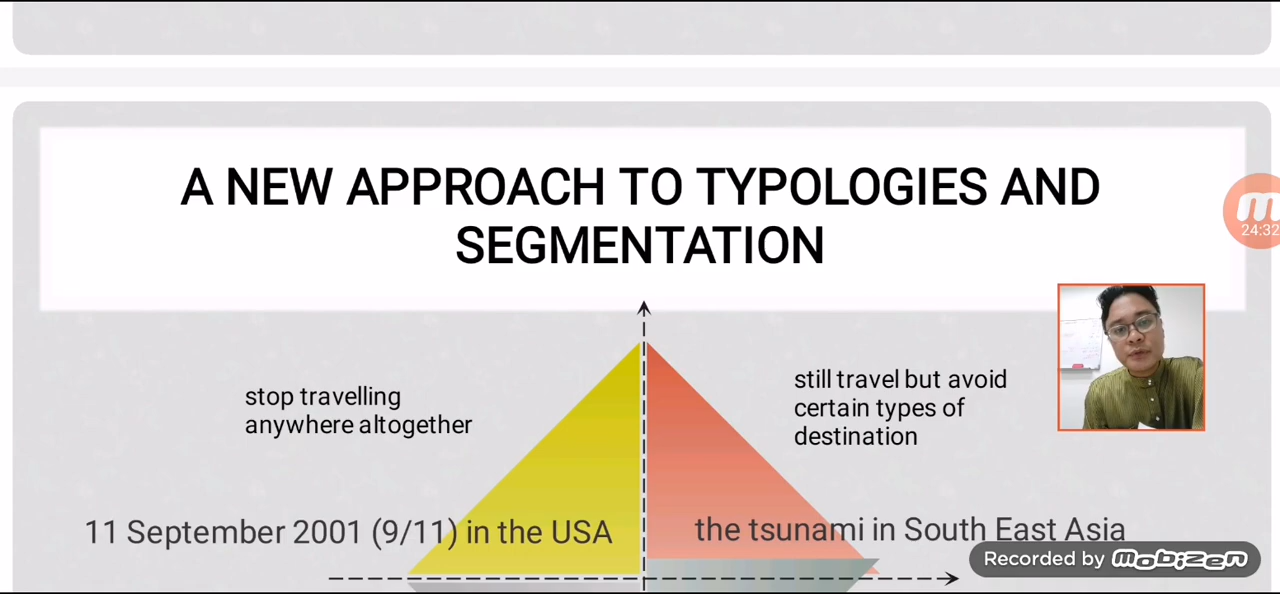 A NEW APPROACH TO TYPOLOGIES AND
SEGMENTATION
24:32
stop travelling
anywhere altogether
still travel but avoid
certain types of
destination
11 September 2001 (9/11) in the USA
the tsunami in South East Asia
Recorded by mobizen